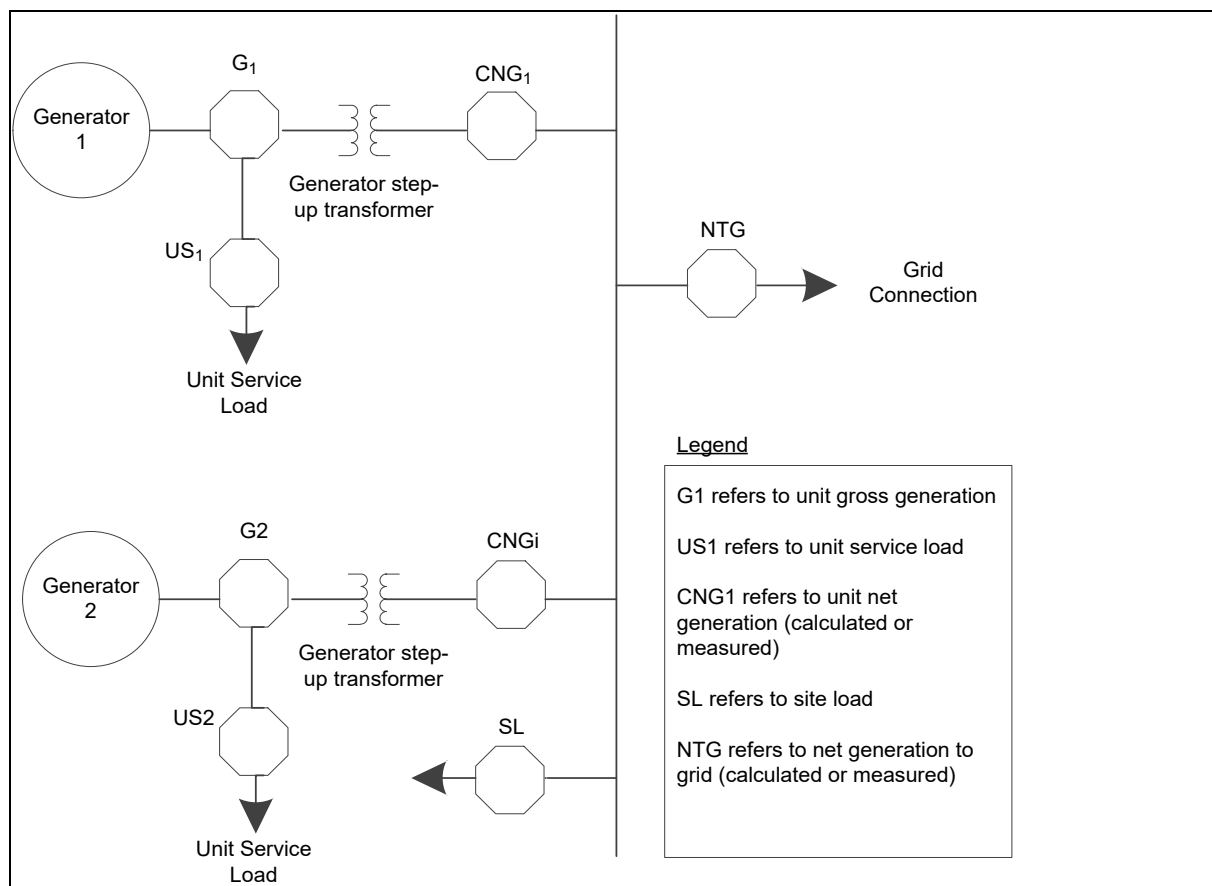 G₁
CNG₁
Generator
1
Generator step-
up transformer
US₁
Unit Service
Load
NTG
Grid
Connection
G2
CNGi
Generator
2
Generator step-
up transformer
US2
Unit Service
Load
SL
Legend
G1 refers to unit gross generation
US1 refers to unit service load
CNG1 refers to unit net
generation (calculated or
measured)
SL refers to site load
NTG refers to net generation to
grid (calculated or measured)